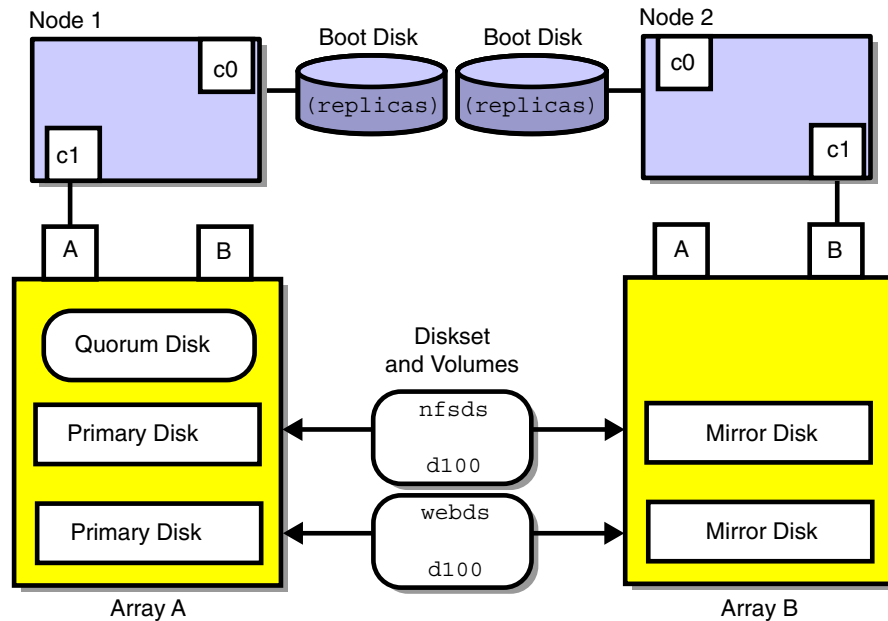 Node 1
Node 2
Boot Disk
Boot Disk
c0
c0
(replicas)
(replicas)
c1
c1
A
B
A
B
Quorum Disk
Diskset
and Volumes
Primary Disk
nfsds
d100
Mirror Disk
Primary Disk
webds
d100
Mirror Disk
Array A
Array B